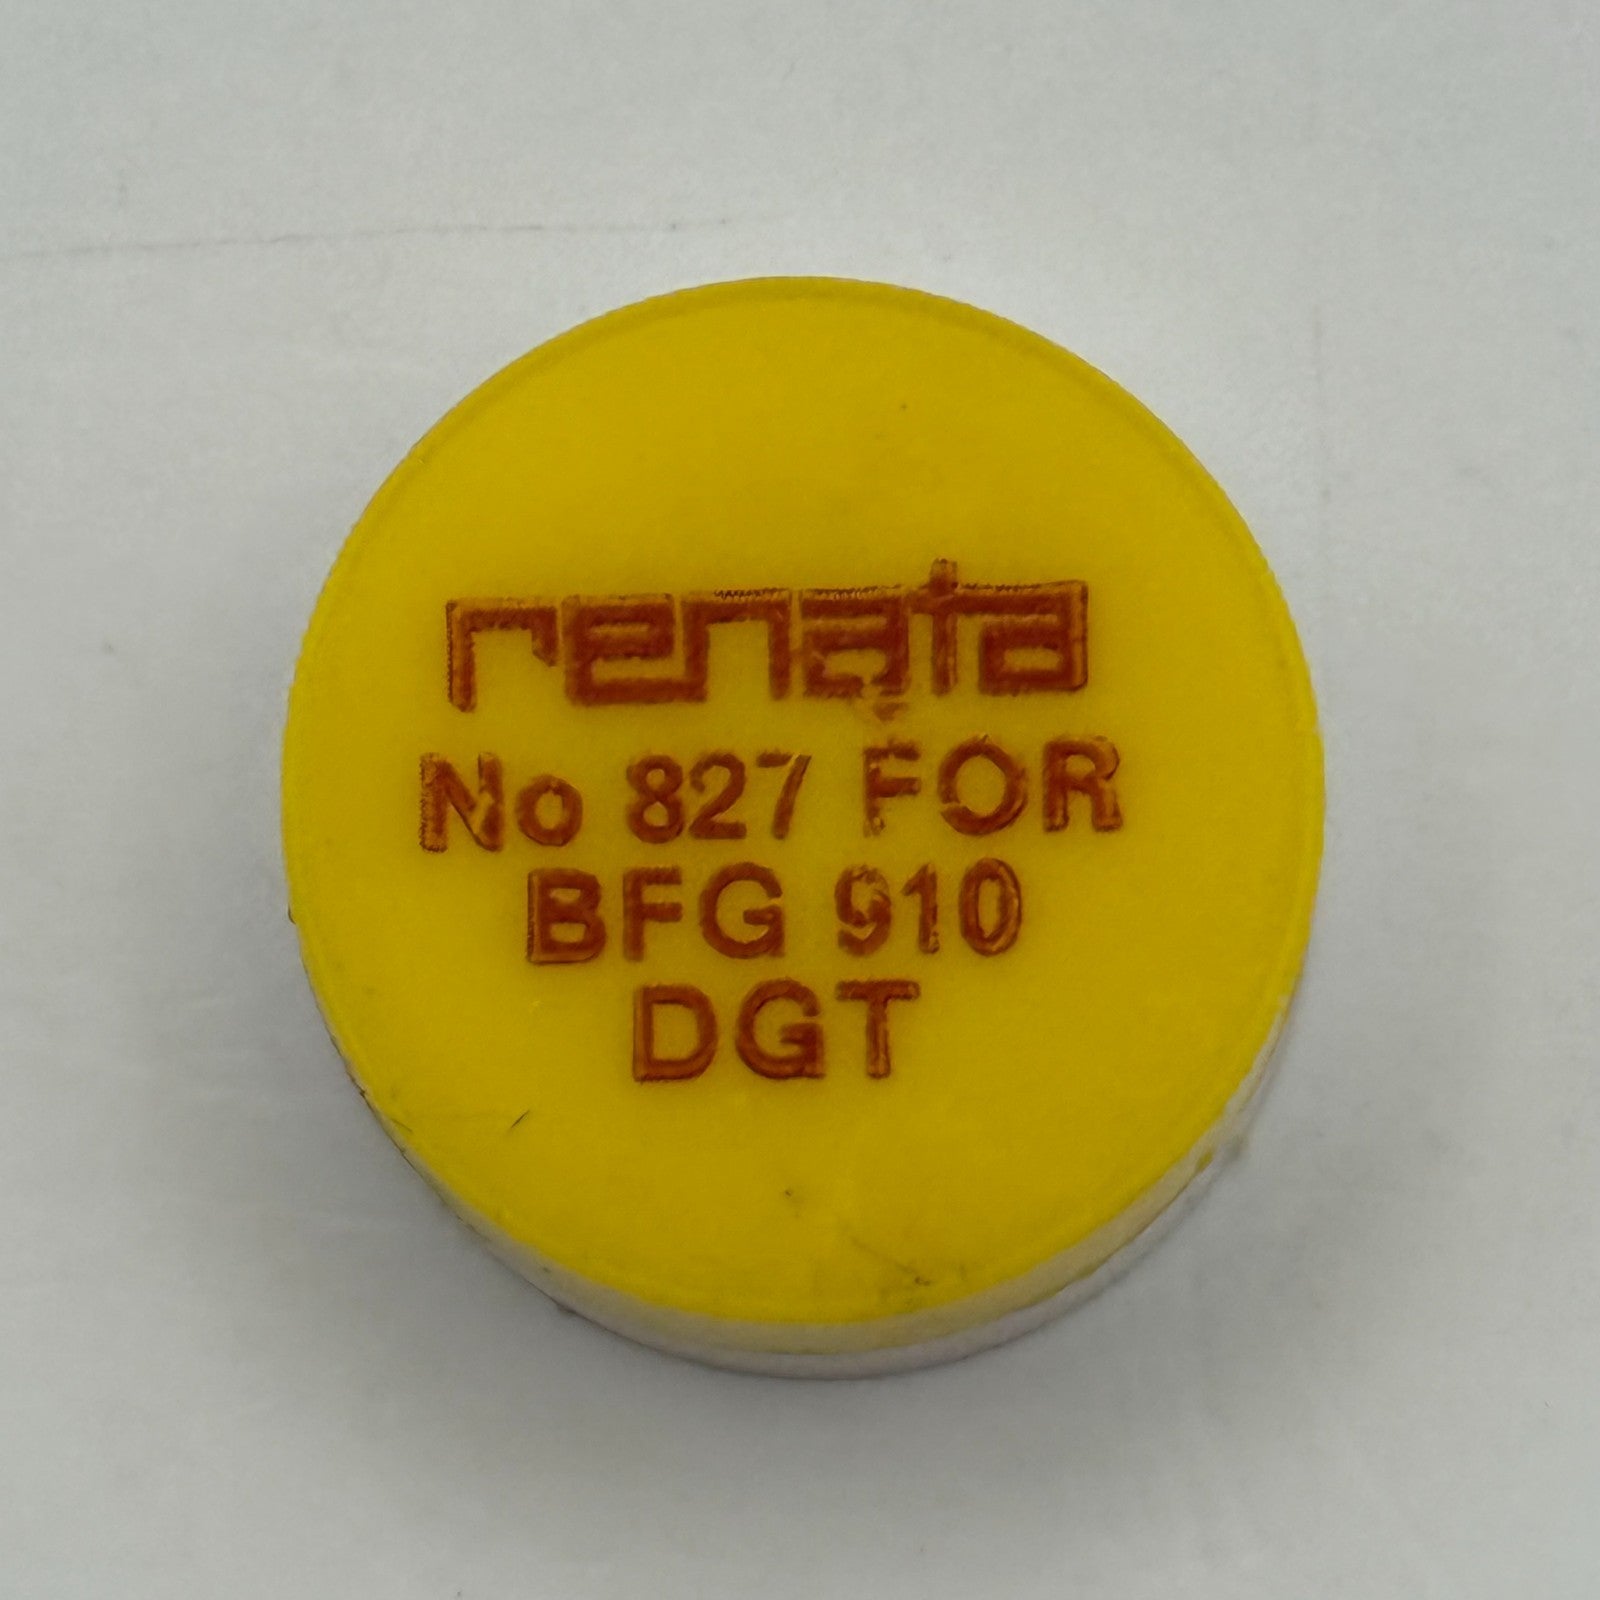 renata
No 827 FOR
BFG 910
DGT